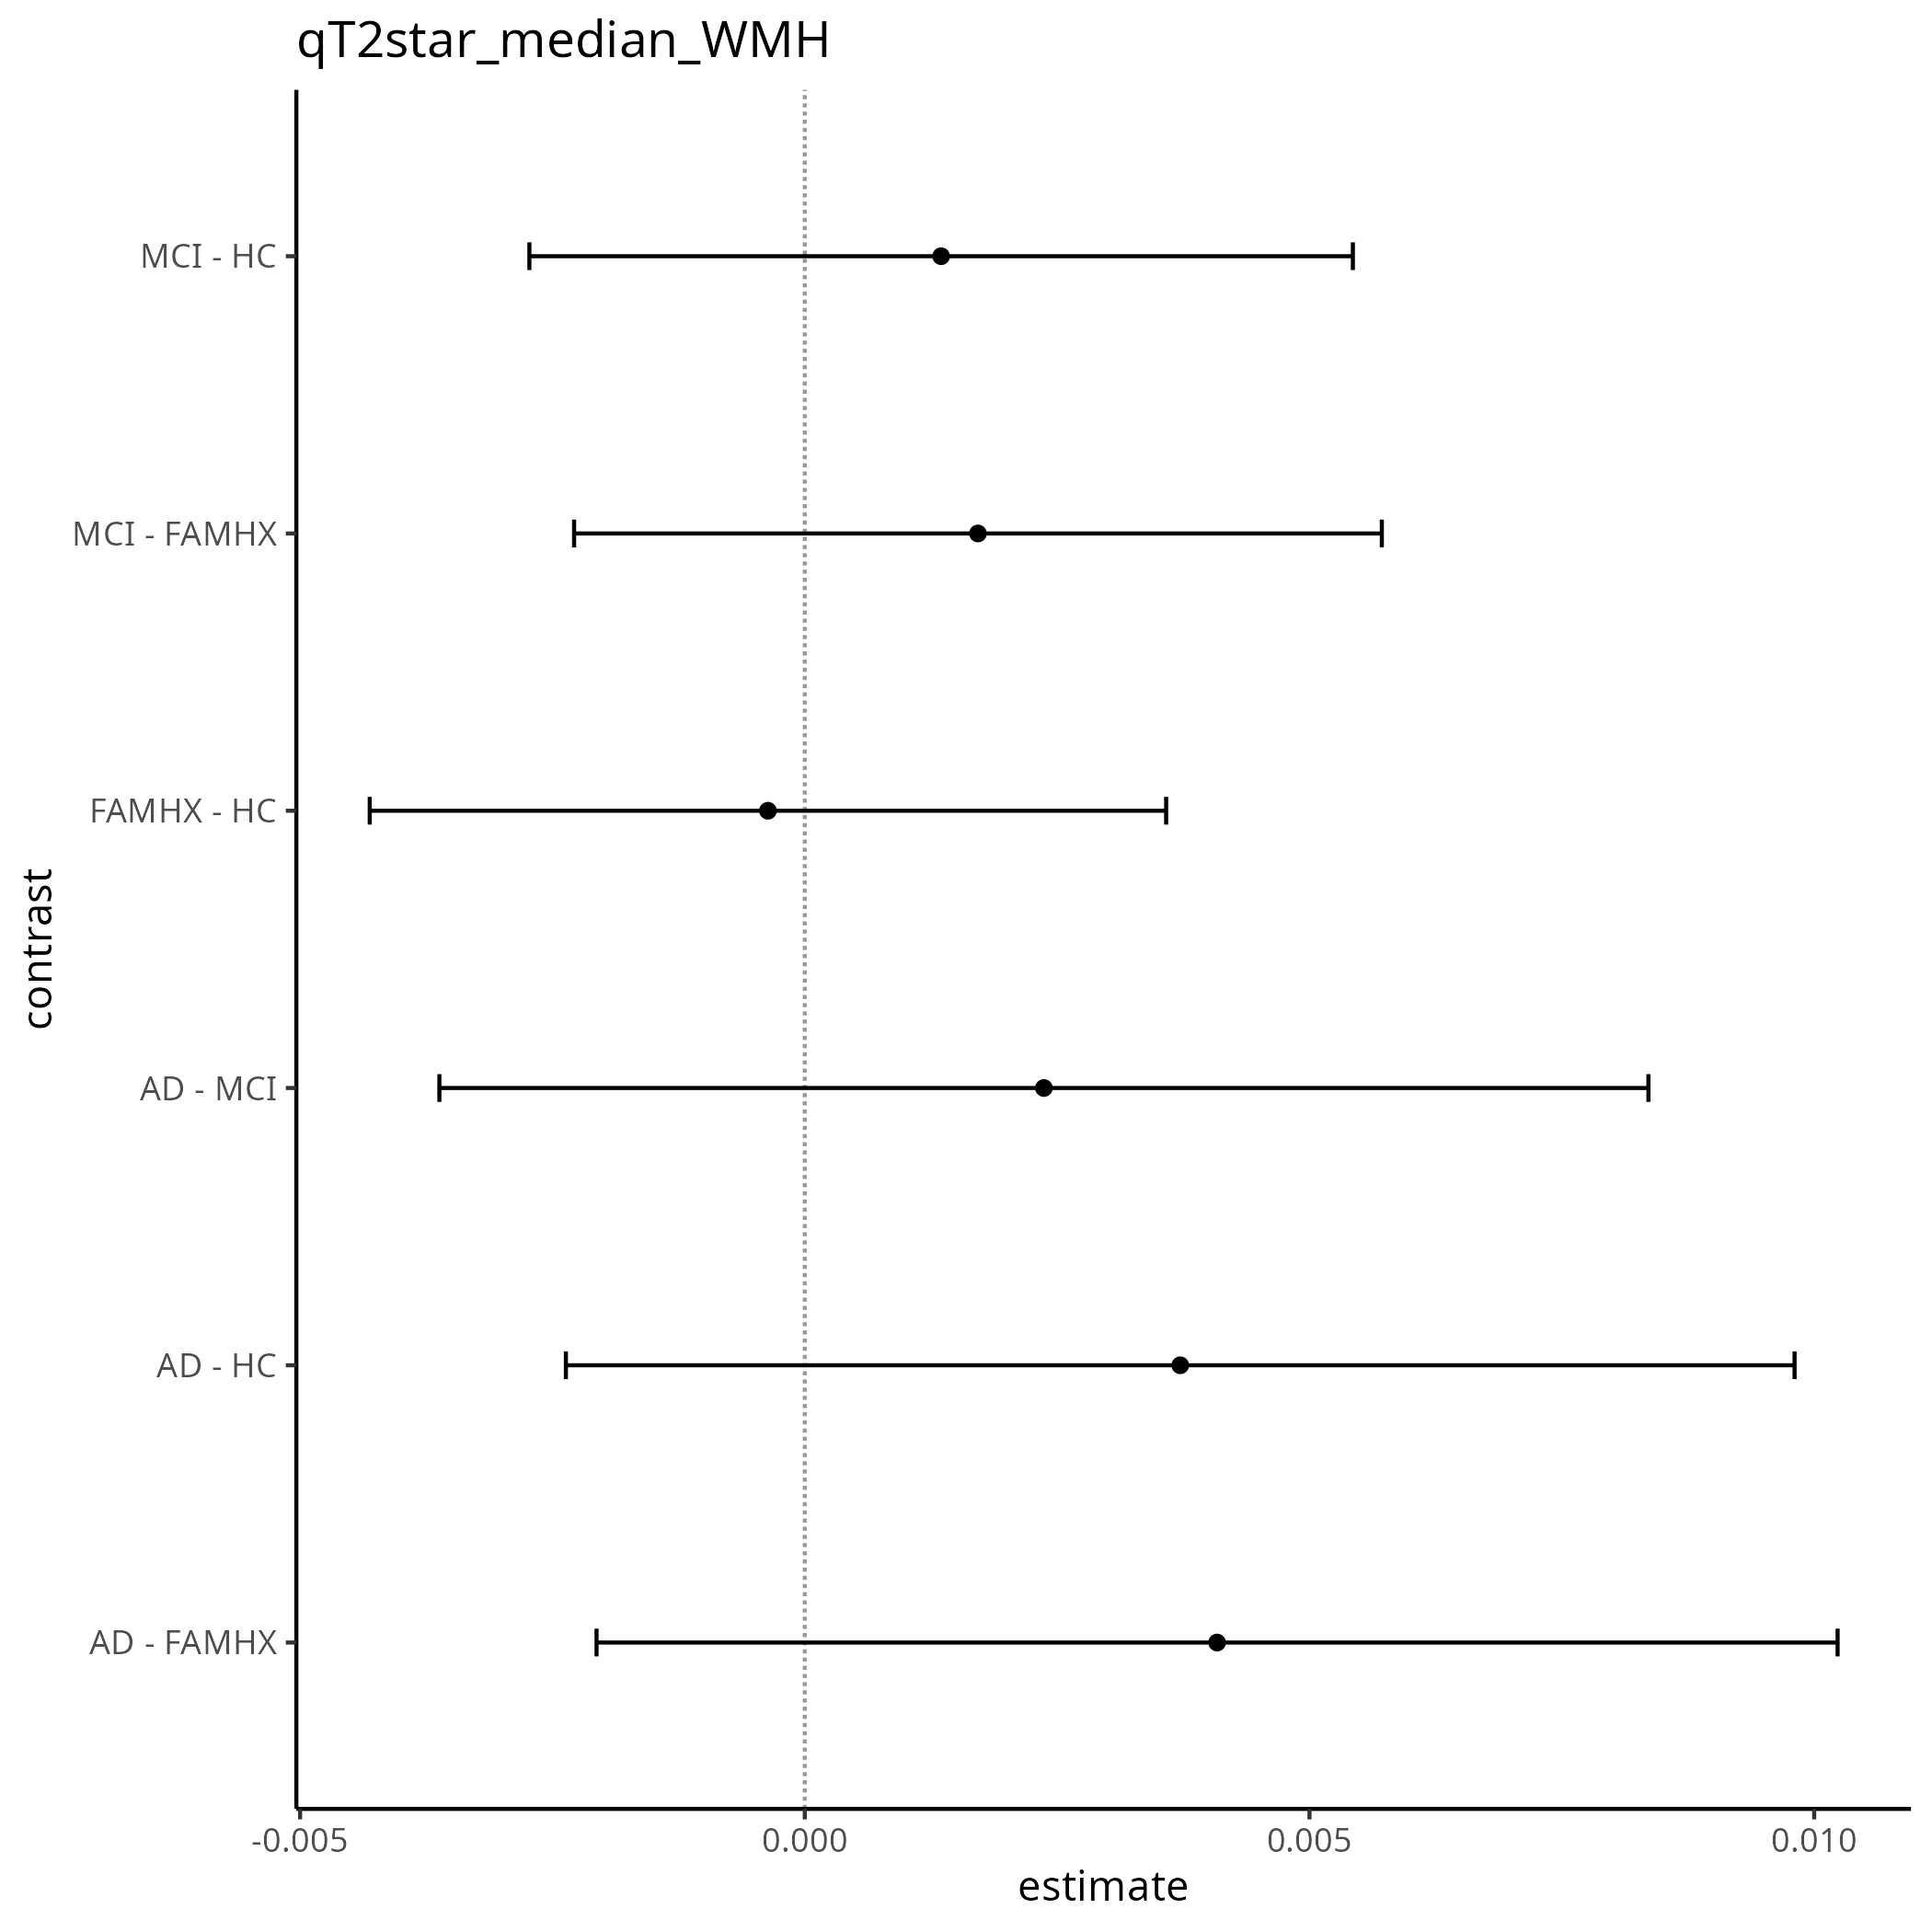 qT2star_median_WMH
MCI - HC
MCI - FAMHX
FAMHX - HC
AD - MCI
AD - HC
AD - FAMHX
contrast
-0.005 0.000 0.005 0.010
estimate